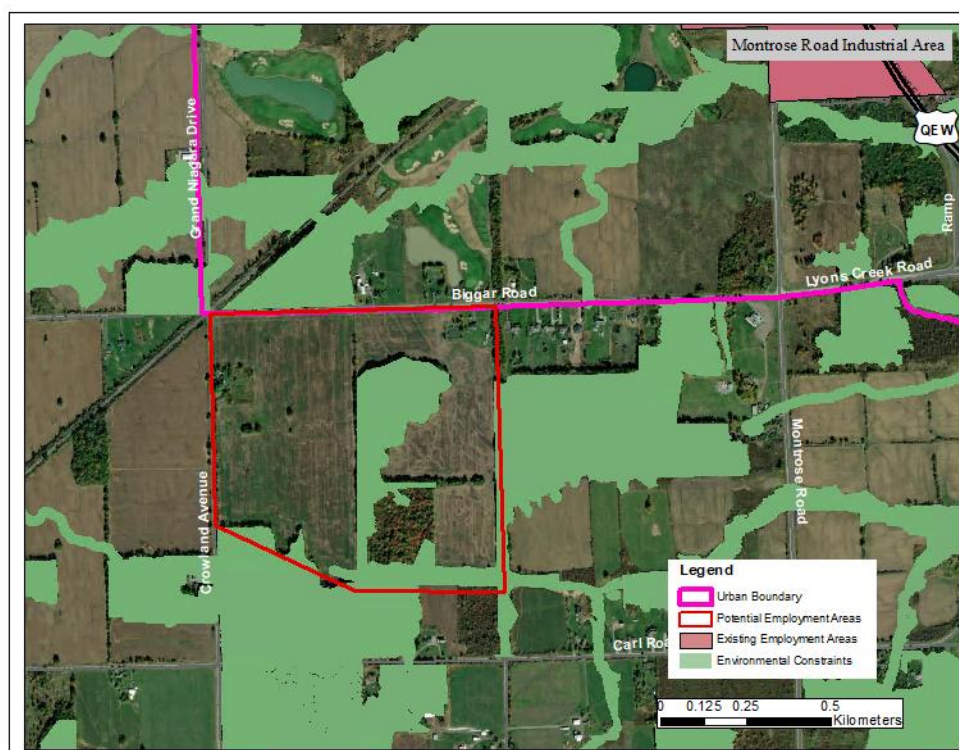 Montrose Road Industrial Area
QEW
Grand Niagara Drive
Ramp
Lyons Creek Road
Biggar Road
Crowland Avenue
Montrose Road
Carl Roa
Legend
Urban Boundary
Potential Employment Areas
Existing Employment Areas
Environmental Constraints
0 0.125 0.25 0.5
Kilometers